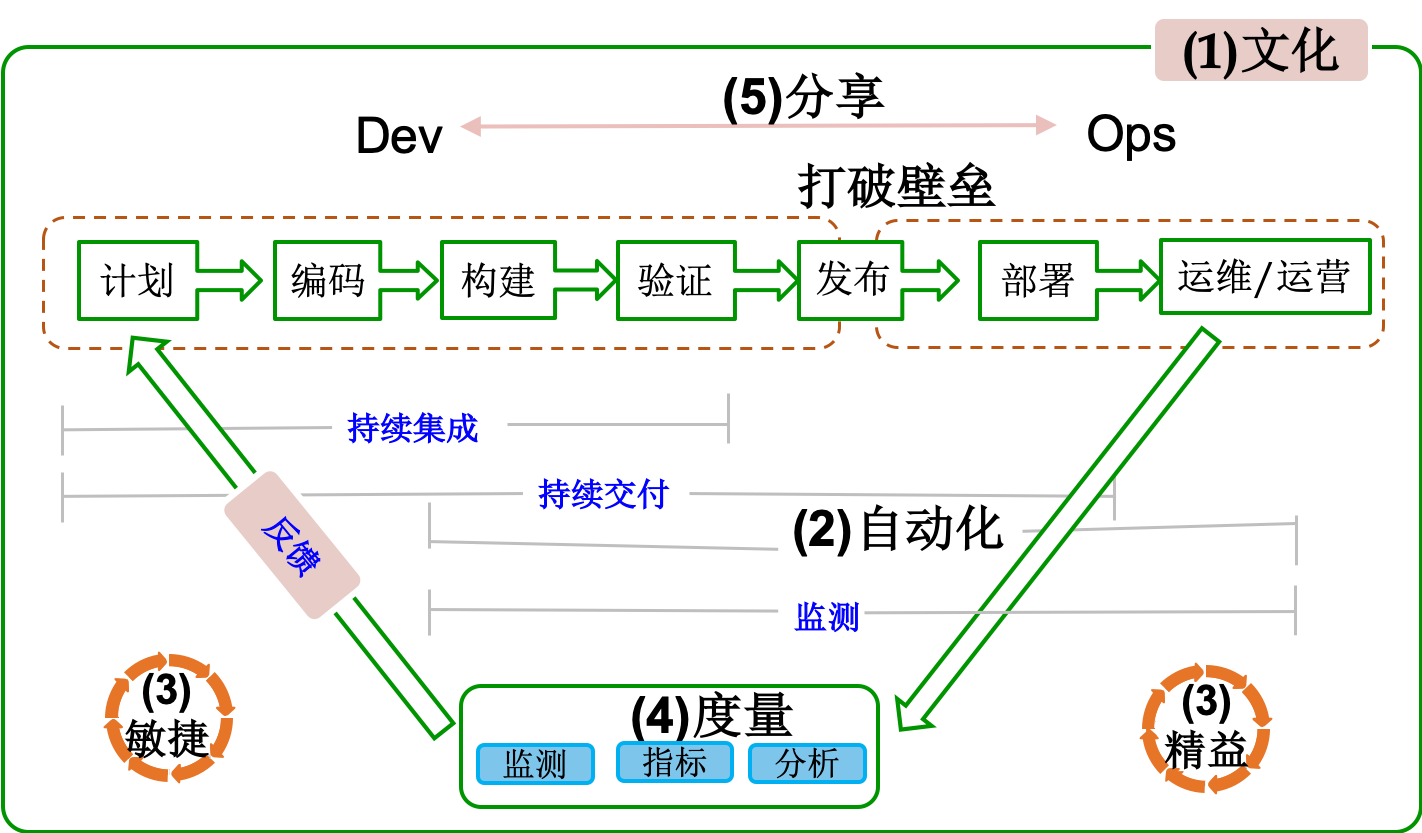 (1)文化
(5)分享
Dev
Ops
打破壁垒
计划
编码
构建
验证
发布
部署
运维/运营
持续集成
持续交付
(2)自动化
反馈
监测
(3)
敏捷
(4)度量
监测
指标
分析
(3)
精益